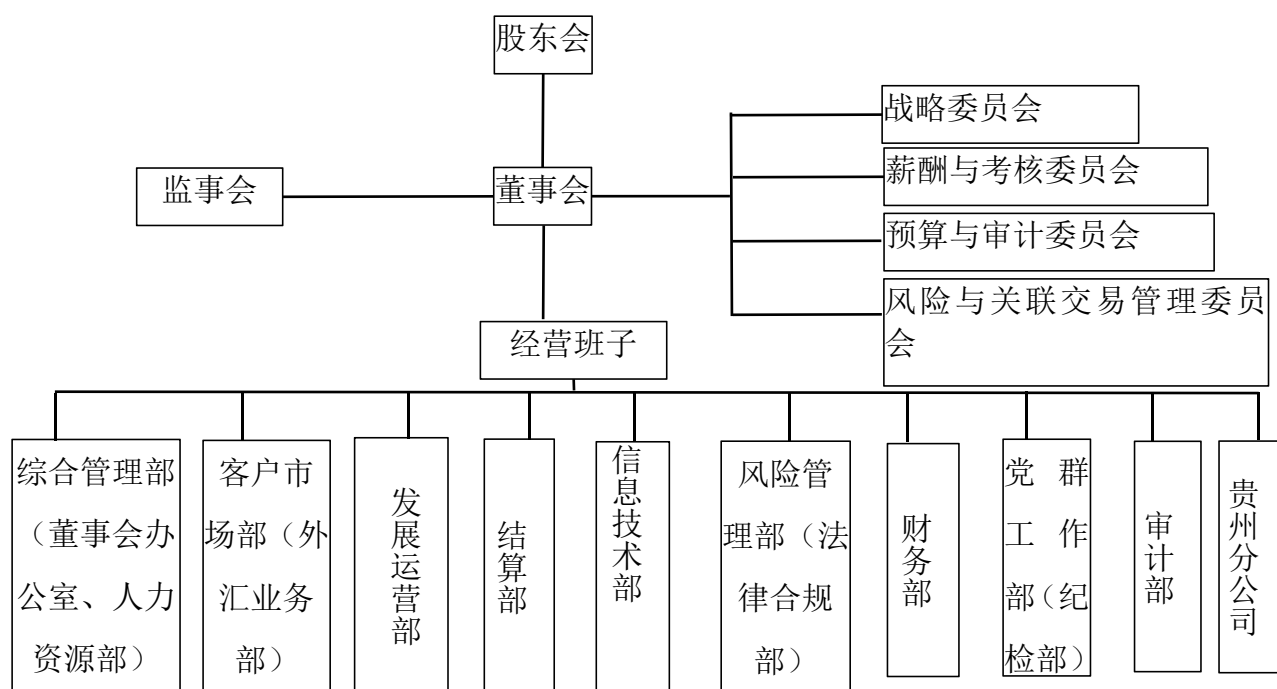 股东会
战略委员会
薪酬与考核委员会
监事会
董事会
预算与审计委员会
风险与关联交易管理委员
会
经营班子
综合管理部
（董事会办
公室、人力
资源部）
客户市
场部（外
汇业务
部）
发展运营部
结算部
信息技术部
风险管
理部（法
律合规
部）
财务部
党群
工作
部（纪
检部）
审计部
贵州分公司